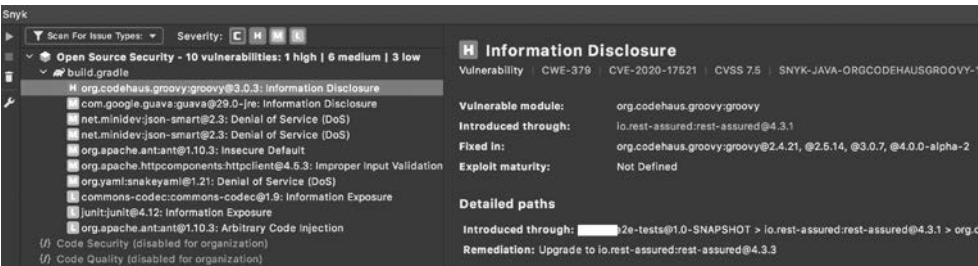 Snyk
Scan For Issue Types:
Severity: C H M L
Open Source Security - 10 vulnerabilities: 1 high | 6 medium | 3 low
build.gradle
H org.codehaus.groovy:groovy@3.0.3: Information Disclosure
M com.google.guava:guava@29.0-jre: Information Disclosure
M net.minidev:json-smart@2.3: Denial of Service (DoS)
M net.minidev:json-smart@2.3: Denial of Service (DoS)
M org.apache.ant:ant@1.10.3: Insecure Default
M org.apache.httpcomponents:httpclient@4.5.3: Improper Input Validation
M org.yaml:snakeyaml@1.21: Denial of Service (DoS)
L commons-codec:commons-codec@1.9: Information Exposure
L junit:junit@4.12: Information Exposure
L org.apache.ant:ant@1.10.3: Arbitrary Code Injection
{/} Code Security (disabled for organization)
{/} Code Quality (disabled for organization)
H Information Disclosure
Vulnerability | CWE-379 | CVE-2020-17521 | CVSS 7.5 | SNYK-JAVA-ORGCODEHAUSGROOVY-1
Vulnerable module: org.codehaus.groovy:groovy
Introduced through: io.rest-assured:rest-assured@4.3.1
Fixed in: org.codehaus.groovy:groovy@2.4.21, @2.5.14, @3.0.7, @4.0.0-alpha-2
Exploit maturity: Not Defined
Detailed paths
Introduced through: e2e-tests@1.0-SNAPSHOT > io.rest-assured:rest-assured@4.3.1 > org.c
Remediation: Upgrade to io.rest-assured:rest-assured@4.3.3